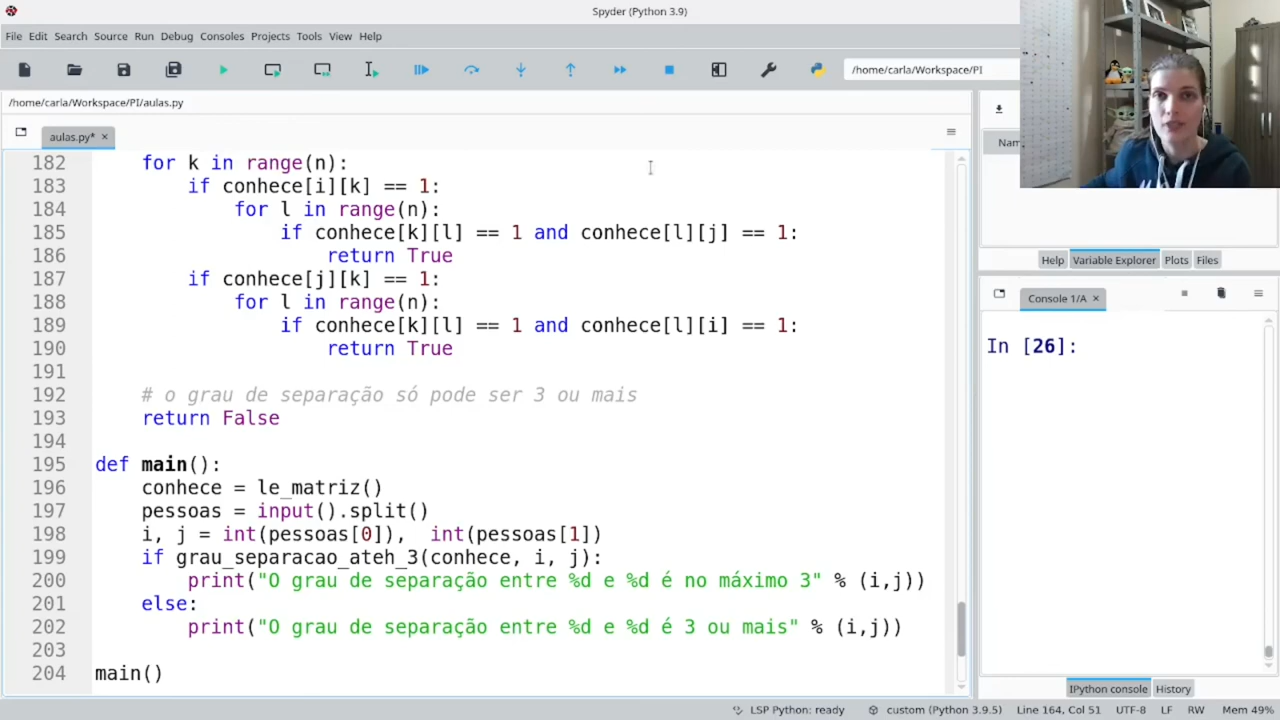 Spyder (Python 3.9)
File Edit Search Source Run Debug Consoles Projects Tools View Help
/home/carla/Workspace/PI
/home/carla/Workspace/PI/aulas.py
aulas.py*
Nam
182 for k in range(n):
183 if conhece[i][k] == 1:
184 for l in range(n):
185 if conhece[k][l] == 1 and conhece[l][j] == 1:
186 return True
187 if conhece[j][k] == 1:
188 for l in range(n):
189 if conhece[k][l] == 1 and conhece[l][i] == 1:
190 return True
191
192 # o grau de separação só pode ser 3 ou mais
193 return False
194
195 def main():
196 conhece = le_matriz()
197 pessoas = input().split()
198 i, j = int(pessoas[0]), int(pessoas[1])
199 if grau_separacao_ateh_3(conhece, i, j):
200 print("O grau de separação entre %d e %d é no máximo 3" % (i,j))
201 else:
202 print("O grau de separação entre %d e %d é 3 ou mais" % (i,j))
203
204 main()
Help Variable Explorer Plots Files
Console 1/A
In [26]:
IPython console History
LSP Python: ready custom (Python 3.9.5) Line 164, Col 51 UTF-8 LF RW Mem 49%